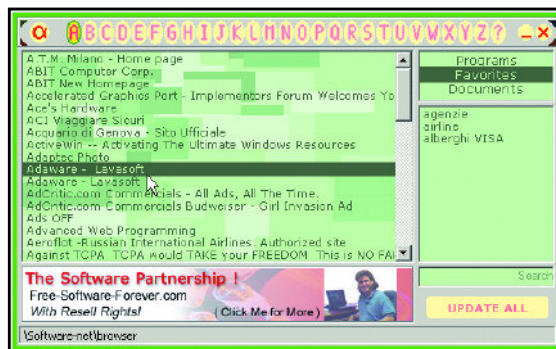 α A B C D E F G H I J K L M N O P Q R S T U V W X Y Z ?
A.T.M. Milano - Home page
ABIT Computer Corp.
ABIT New Homepage
Accelerated Graphics Port - Implementors Forum Welcomes Yo
Ace's Hardware
ACI Viaggiare Sicuri
Acquario di Genova - Sito Ufficiale
ActiveWin -- Activating The Ultimate Windows Resources
Adaptec Photo
Adaware - Lavasoft
Adaware - Lavasoft
AdCritic.com Commercials - All Ads, All The Time.
AdCritic.com Commercials Budweiser - Girl Invasion Ad
Ads OFF
Advanced Web Programming
Aeroflot -Russian International Airlines. Authorized site
Against TCPA TCPA would TAKE your FREEDOM This is NO FA
Programs
Favorites
Documents
agenzie
airline
alberghi VISA
The Software Partnership !
Free-Software-Forever.com
With Resell Rights!
( Click Me for More )
Search
UPDATE ALL
\Software-net\browser